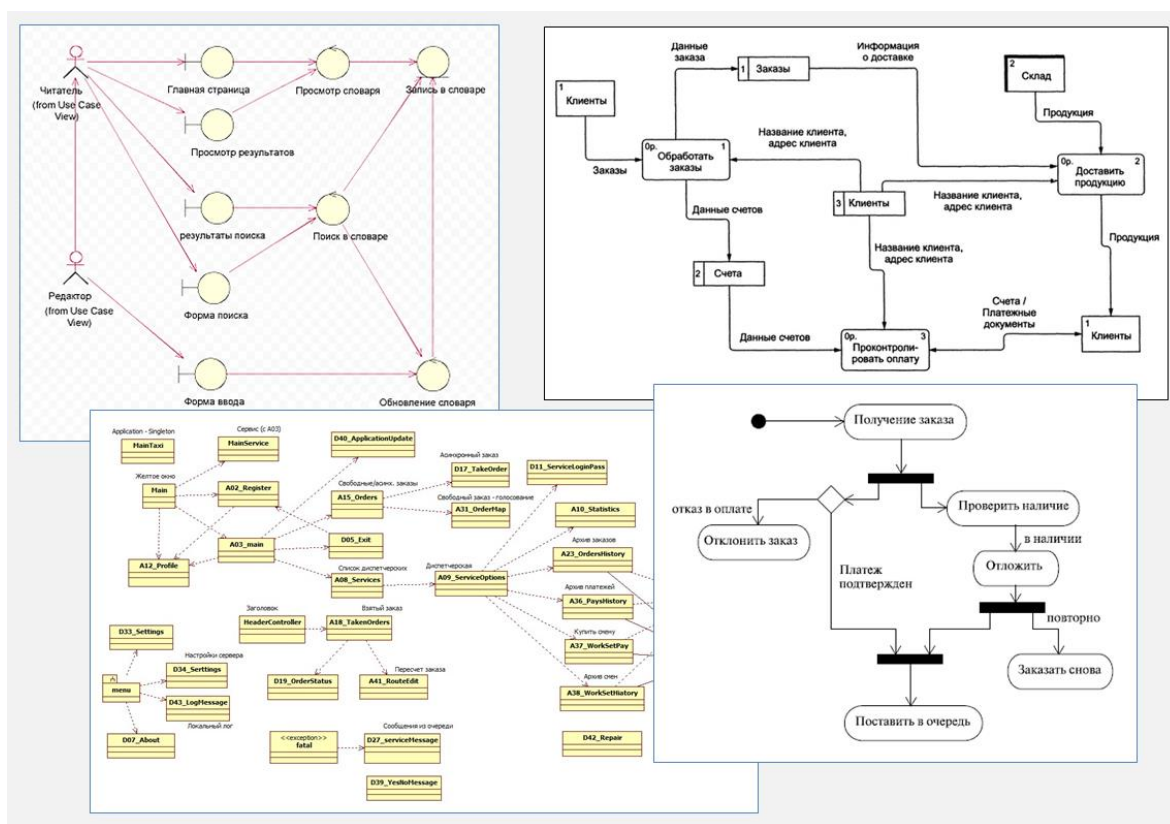 Читатель
(from Use Case
View)
Главная страница
Просмотр словаря
Запись в словаре
Просмотр результатов
результаты поиска
Поиск в словаре
Редактор
(from Use Case
View)
Форма поиска
Форма ввода
Обновление словаря
Данные
заказа
1 Заказы
Информация
о доставке
2
Склад
1
Клиенты
Продукция
Заказы
0р. 1
Обработать
заказы
Название клиента,
адрес клиента
0р. 2
Доставить
продукцию
3 Клиенты
Название клиента,
адрес клиента
Данные счетов
Название клиента,
адрес клиента
Продукция
2 Счета
Счета /
Платежные
документы
1
Клиенты
Данные счетов
0р. 3
Проконтроли-
ровать оплату
Application - Singleton
MainTaxi
Сервис (с A03)
MainService
D40_ApplicationUpdate
Асинхронный заказ
D17_TakeOrder
D11_ServiceLoginPass
Желтое окно
Main
A02_Register
Свободные/асинх. заказы
A15_Orders
Свободный заказ - голосование
A31_OrderMap
A10_Statistics
A03_main
D05_Exit
Архив заказов
A23_OrdersHistory
A12_Profile
Список диспетчерских
A08_Services
Диспетчерская
A09_ServiceOptions
Архив платежей
A36_PaysHistory
Заголовок
HeaderController
Взятый заказ
A18_TakenOrders
Купить смену
A37_WorkSetPay
D33_Settings
Настройки сервера
D34_Serttings
D19_OrderStatus
Пересчет заказа
A41_RouteEdit
Архив смен
A38_WorkSetHiatory
menu
D43_LogMessage
Локальный лог
D07_About
<<exception>>
fatal
Сообщения из очереди
D27_serviceMessage
D42_Repair
D39_YesNoMessage
Получение заказа
отказ в оплате
Проверить наличие
Отклонить заказ
в наличии
Платеж
подтвержден
Отложить
повторно
Заказать снова
Поставить в очередь